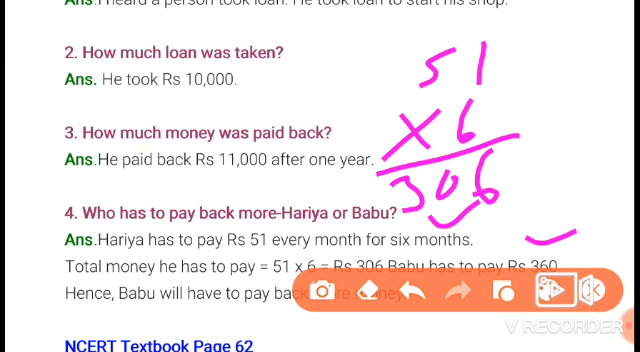 Ans.I heard a person took loan. He took loan to start his shop.
2. How much loan was taken?
Ans. He took Rs 10,000.
3. How much money was paid back?
Ans.He paid back Rs 11,000 after one year.
4. Who has to pay back more-Hariya or Babu?
Ans.Hariya has to pay Rs 51 every month for six months.
Total money he has to pay = 51 x 6 = Rs 306 Babu has to pay Rs 360
Hence, Babu will have to pay back
NCERT Textbook Page 62
51
× 6
306
V RECORDER